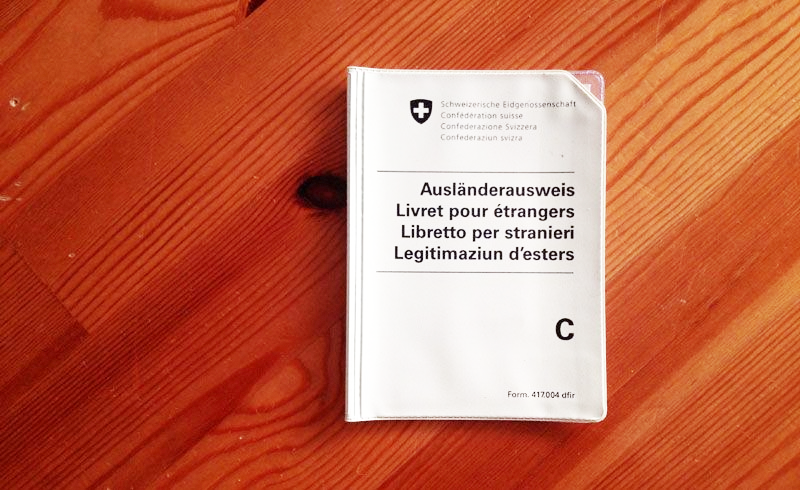 Schweizerische Eidgenossenschaft
Confédération suisse
Confederazione Svizzera
Confederaziun svizra
Ausländerausweis
Livret pour étrangers
Libretto per stranieri
Legitimaziun d'esters
C
Form. 417.004 dfir